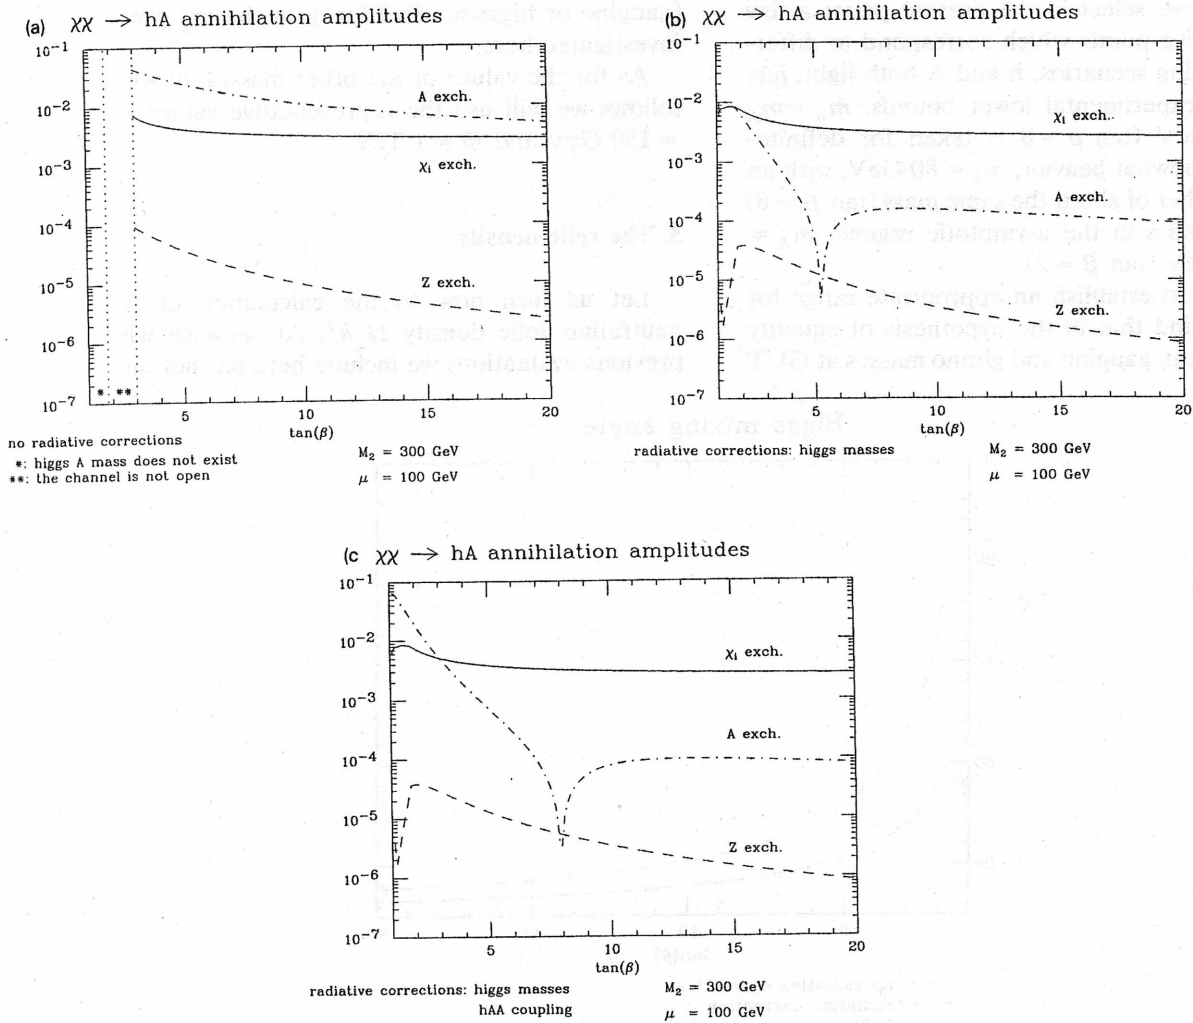 (a) χχ → hA annihilation amplitudes
10⁻¹
10⁻²
10⁻³
10⁻⁴
10⁻⁵
10⁻⁶
10⁻⁷
A exch.
χᵢ exch.
Z exch.
* **
5 10 15 20
tan(β)
no radiative corrections
*: higgs A mass does not exist
**: the channel is not open
M₂ = 300 GeV
μ = 100 GeV
(b) χχ → hA annihilation amplitudes
10⁻¹
10⁻²
10⁻³
10⁻⁴
10⁻⁵
10⁻⁶
10⁻⁷
χᵢ exch.
A exch.
Z exch.
5 10 15 20
tan(β)
radiative corrections: higgs masses
M₂ = 300 GeV
μ = 100 GeV
(c χχ → hA annihilation amplitudes
10⁻¹
10⁻²
10⁻³
10⁻⁴
10⁻⁵
10⁻⁶
10⁻⁷
χᵢ exch.
A exch.
Z exch.
5 10 15 20
tan(β)
radiative corrections: higgs masses
hAA coupling
M₂ = 300 GeV
μ = 100 GeV